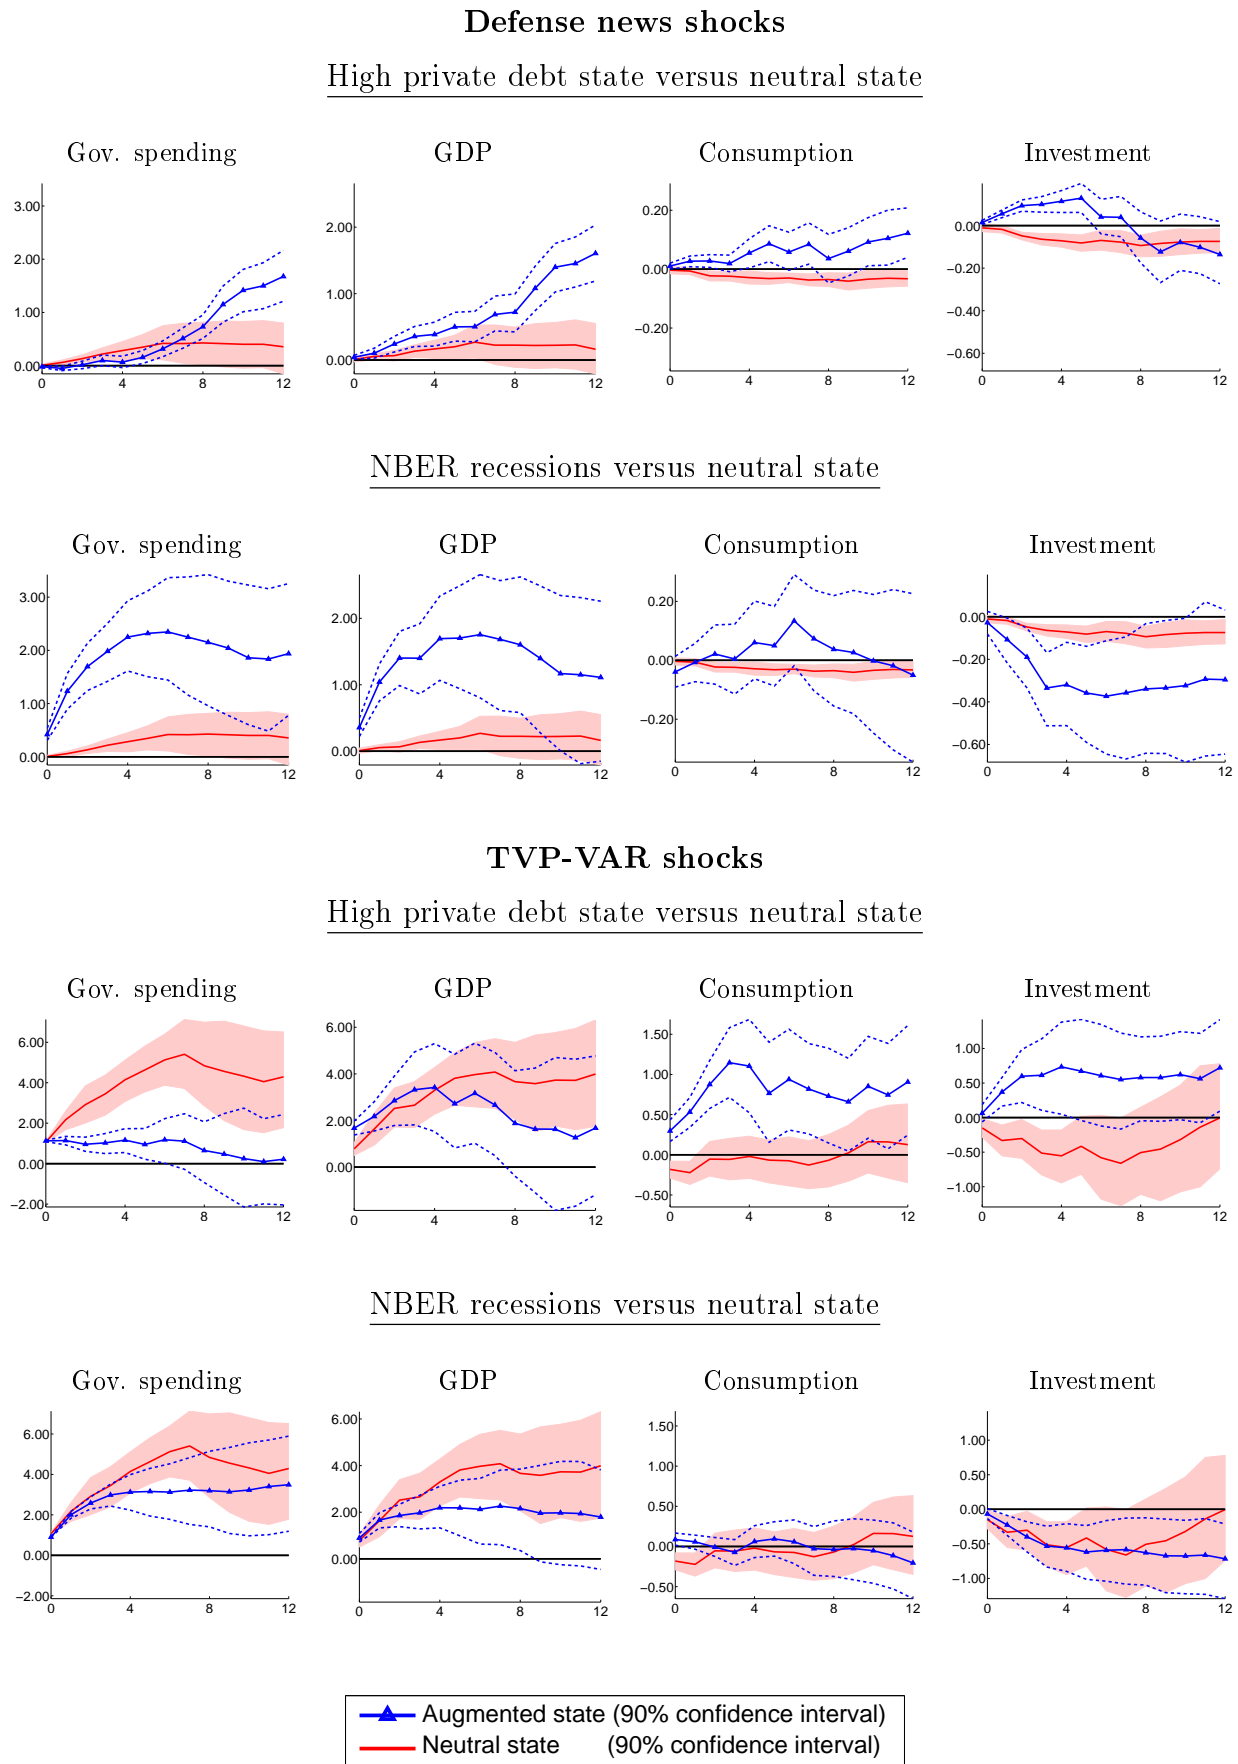 Defense news shocks
High private debt state versus neutral state
Gov. spending GDP Consumption Investment
3.00
2.00
1.00
0.00
0 4 8 12
2.00
1.00
0.00
0 4 8 12
0.20
0.00
−0.20
0 4 8 12
0.00
−0.20
−0.40
−0.60
0 4 8 12
NBER recessions versus neutral state
Gov. spending GDP Consumption Investment
3.00
2.00
1.00
0.00
0 4 8 12
2.00
1.00
0.00
0 4 8 12
0.20
0.00
−0.20
0 4 8 12
0.00
−0.20
−0.40
−0.60
0 4 8 12
TVP-VAR shocks
High private debt state versus neutral state
Gov. spending GDP Consumption Investment
6.00
4.00
2.00
0.00
−2.00
0 4 8 12
6.00
4.00
2.00
0.00
0 4 8 12
1.50
1.00
0.50
0.00
−0.50
0 4 8 12
1.00
0.50
0.00
−0.50
−1.00
0 4 8 12
NBER recessions versus neutral state
Gov. spending GDP Consumption Investment
6.00
4.00
2.00
0.00
−2.00
0 4 8 12
6.00
4.00
2.00
0.00
0 4 8 12
1.50
1.00
0.50
0.00
−0.50
0 4 8 12
1.00
0.50
0.00
−0.50
−1.00
0 4 8 12
Augmented state (90% confidence interval)
Neutral state (90% confidence interval)